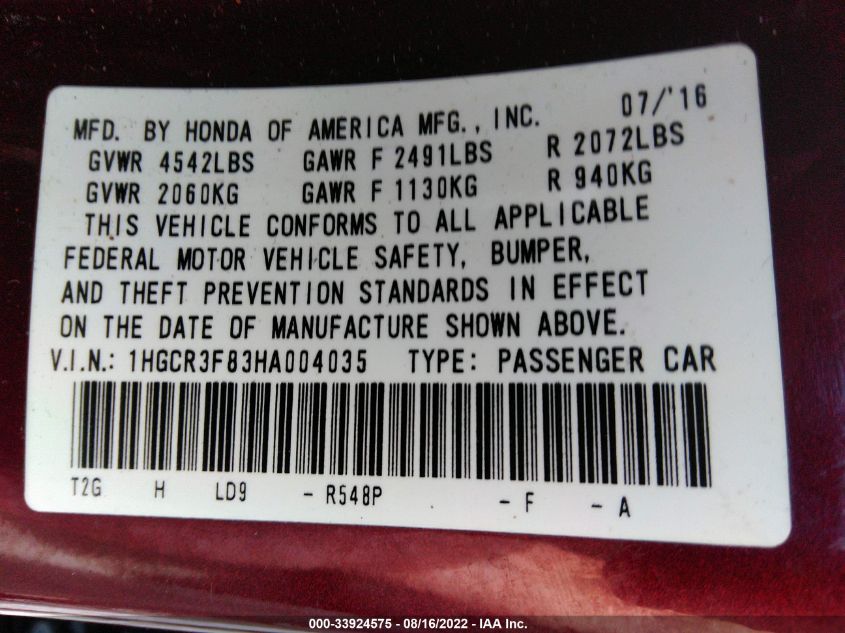 07/'16
MFD. BY HONDA OF AMERICA MFG., INC.
GVWR 4542LBS GAWR F 2491LBS R 2072LBS
GVWR 2060KG GAWR F 1130KG R 940KG
THIS VEHICLE CONFORMS TO ALL APPLICABLE
FEDERAL MOTOR VEHICLE SAFETY, BUMPER,
AND THEFT PREVENTION STANDARDS IN EFFECT
ON THE DATE OF MANUFACTURE SHOWN ABOVE.
V.I.N.: 1HGCR3F83HA004035 TYPE: PASSENGER CAR
T2G H LD9 - R548P - F - A
000-33924575 - 08/16/2022 - IAA Inc.